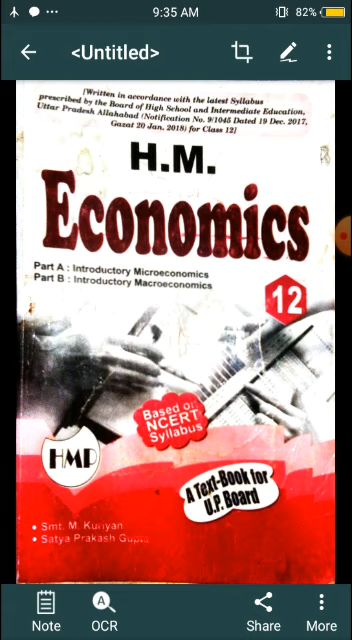 9:35 AM
82%
<Untitled>
[Written in accordance with the latest Syllabus
prescribed by the Board of High School and Intermediate Education,
Uttar Pradesh Allahabad (Notification No. 9/1045 Dated 19 Dec. 2017,
Gazat 20 Jan. 2018) for Class 12]
H.M.
Economics
Part A : Introductory Microeconomics
Part B : Introductory Macroeconomics
12
Based on
NCERT
Syllabus
HMP
A Text-Book for
U.P. Board
• Smt. M. Kuriyan
• Satya Prakash Gupta
Note
OCR
Share
More